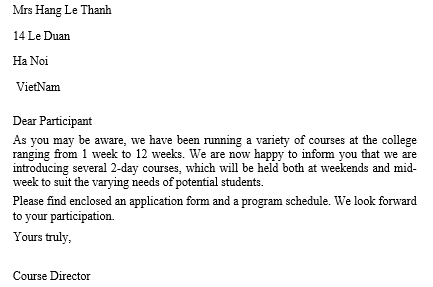 Mrs Hang Le Thanh
14 Le Duan
Ha Noi
VietNam
Dear Participant
As you may be aware, we have been running a variety of courses at the college
ranging from 1 week to 12 weeks. We are now happy to inform you that we are
introducing several 2-day courses, which will be held both at weekends and mid-
week to suit the varying needs of potential students.
Please find enclosed an application form and a program schedule. We look forward
to your participation.
Yours truly,
Course Director